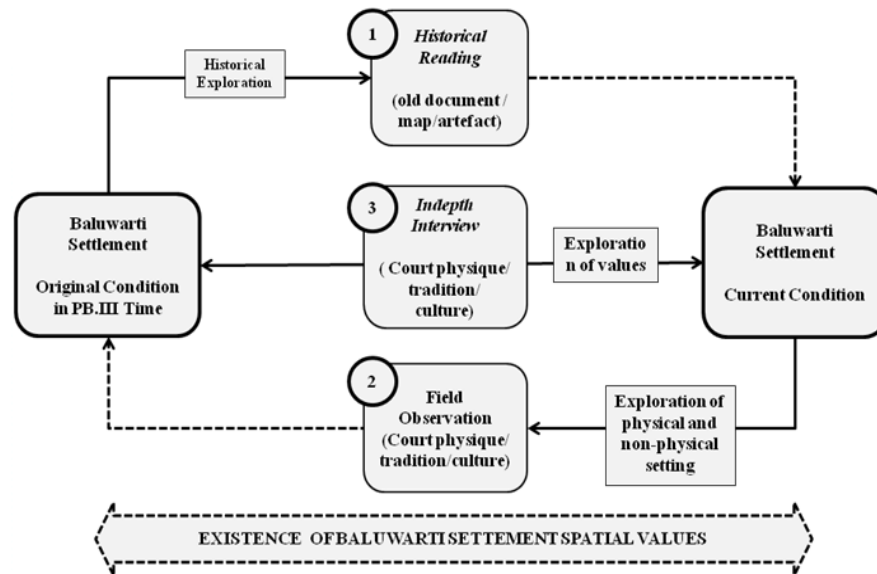 1
Historical
Reading
(old document /
map/artefact)
Historical
Exploration
Baluwarti
Settlement
Original Condition
in PB.III Time
3
Indepth
Interview
( Court physique/
tradition/
culture)
Exploratio
n of values
Baluwarti
Settlement
Current Condition
2
Field
Observation
(Court physique/
tradition/culture)
Exploration of
physical and
non-physical
setting
EXISTENCE OF BALUWARTI SETTEMENT SPATIAL VALUES